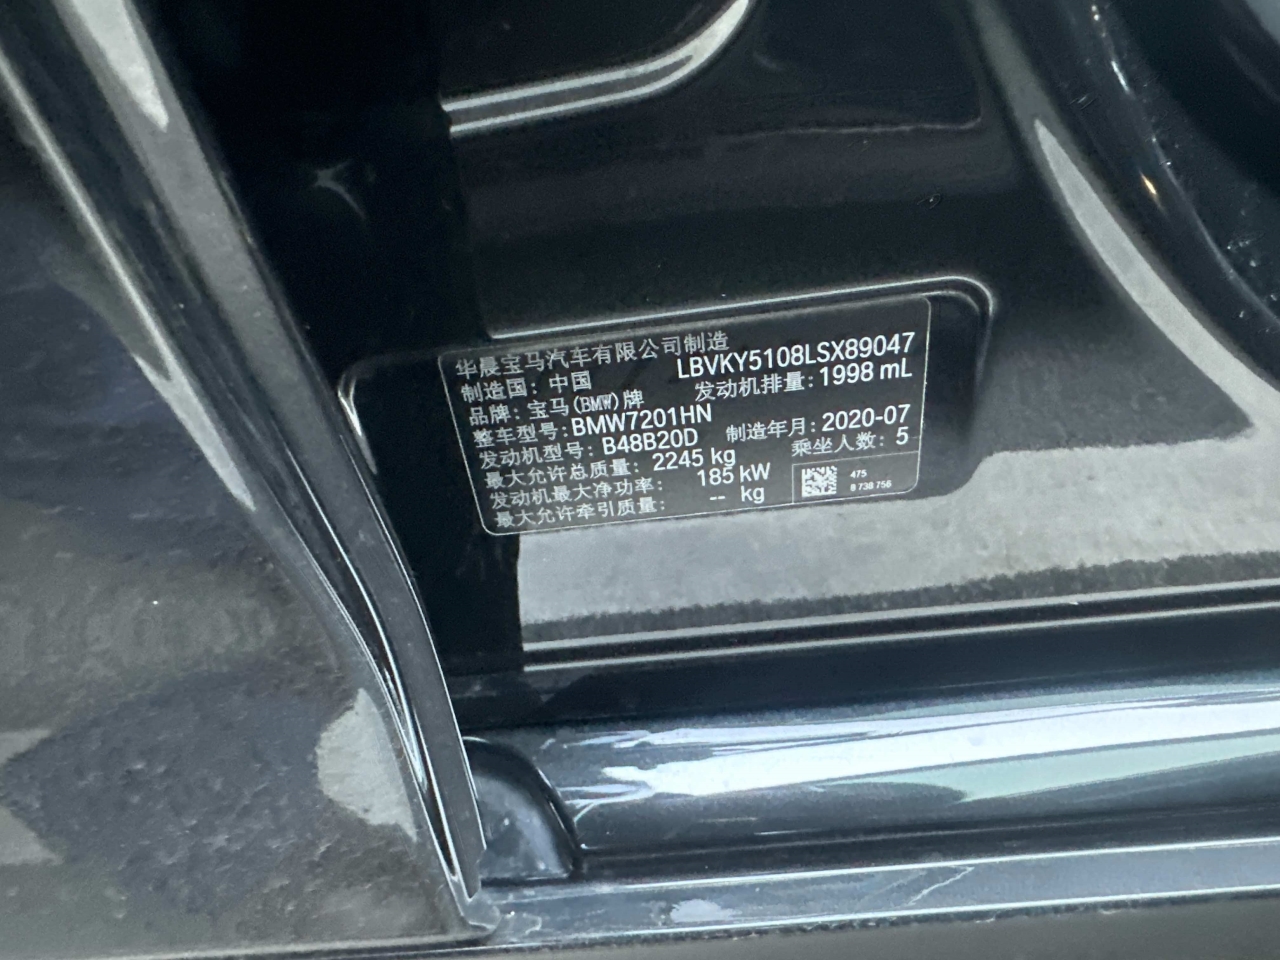 华晨宝马汽车有限公司制造
制造国：中国 LBVKY5108LSX89047
品牌：宝马(BMW)牌 发动机排量：1998 mL
整车型号：BMW7201HN
发动机型号：B48B20D 制造年月：2020-07
最大允许总质量：2245 kg 乘坐人数：5
发动机最大净功率：185 kW
最大允许牵引质量：-- kg
475
8 738 756